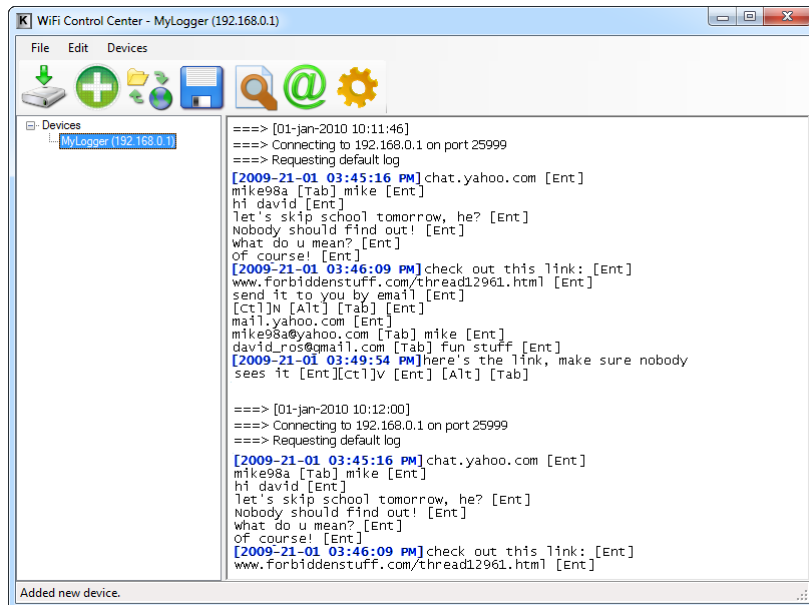 K WiFi Control Center - MyLogger (192.168.0.1)
File Edit Devices
Devices
MyLogger (192.168.0.1)
===> [01-jan-2010 10:11:46]
===> Connecting to 192.168.0.1 on port 25999
===> Requesting default log
[2009-21-01 03:45:16 PM]chat.yahoo.com [Ent]
mike98a [Tab] mike [Ent]
hi david [Ent]
let's skip school tomorrow, he? [Ent]
Nobody should find out! [Ent]
What do u mean? [Ent]
Of course! [Ent]
[2009-21-01 03:46:09 PM]check out this link: [Ent]
www.forbiddenstuff.com/thread12961.html [Ent]
send it to you by email [Ent]
[Ctl]N [Alt] [Tab] [Ent]
mail.yahoo.com [Ent]
mike98a@yahoo.com [Tab] mike [Ent]
david_ros@gmail.com [Tab] fun stuff [Ent]
[2009-21-01 03:49:54 PM]here's the link, make sure nobody
sees it [Ent][Ctl]V [Ent] [Alt] [Tab]
===> [01-jan-2010 10:12:00]
===> Connecting to 192.168.0.1 on port 25999
===> Requesting default log
[2009-21-01 03:45:16 PM]chat.yahoo.com [Ent]
mike98a [Tab] mike [Ent]
hi david [Ent]
let's skip school tomorrow, he? [Ent]
Nobody should find out! [Ent]
What do u mean? [Ent]
Of course! [Ent]
[2009-21-01 03:46:09 PM]check out this link: [Ent]
www.forbiddenstuff.com/thread12961.html [Ent]
Added new device.